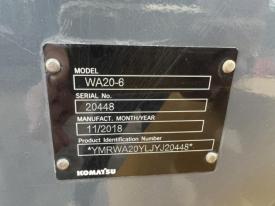 MODEL
WA20-6
SERIAL No.
20448
MANUFACT. MONTH/YEAR
11/2018
Product Identification Number
*YMRWA20YLJYJ20448*
KOMATSU